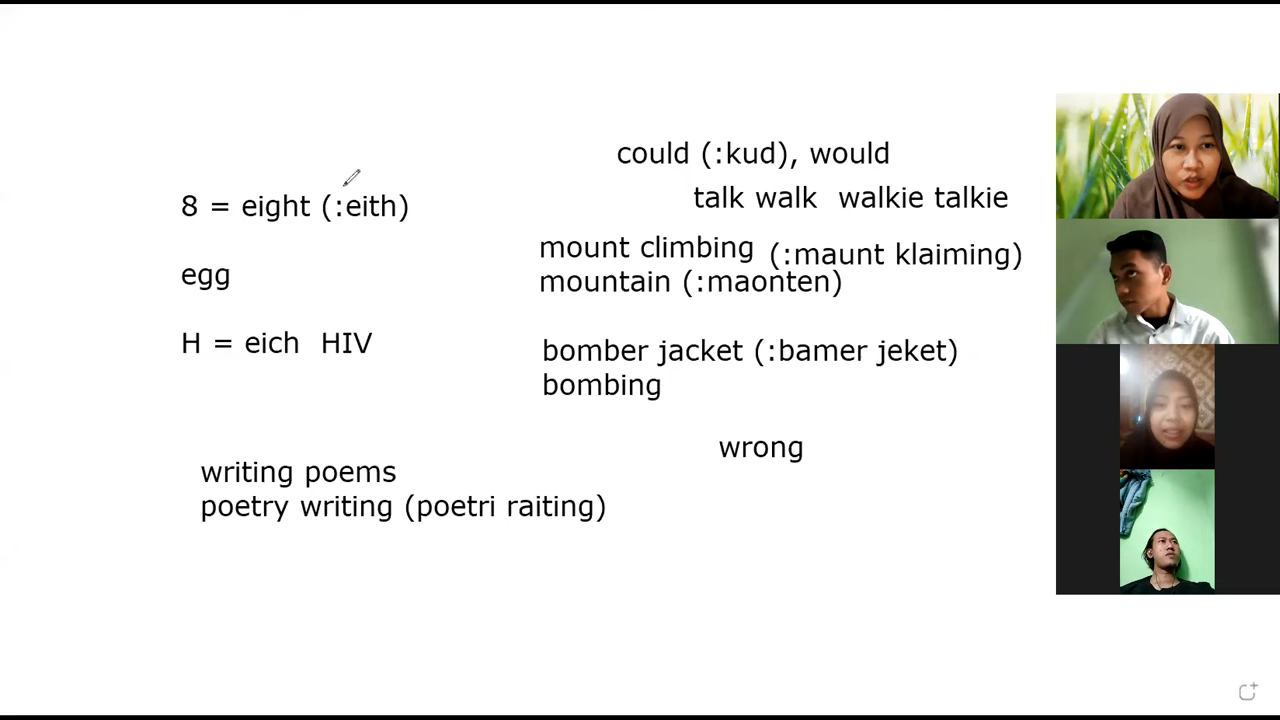 8 = eight (:eith)
egg
H = eich  HIV
writing poems
poetry writing (poetri raiting)
could (:kud), would
talk walk  walkie talkie
mount climbing (:maunt klaiming)
mountain (:maonten)
bomber jacket (:bamer jeket)
bombing
wrong